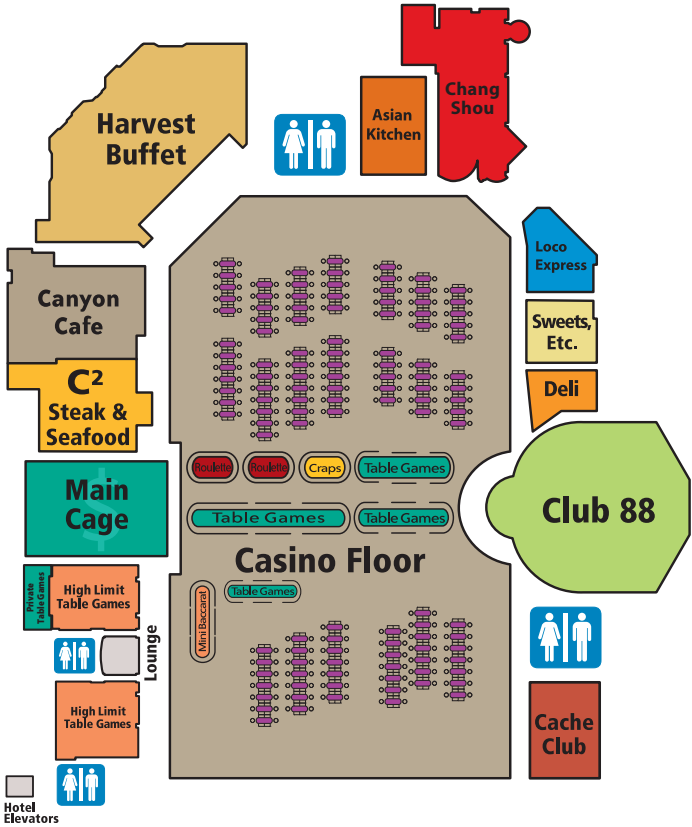 Chang
Shou
Asian
Kitchen
Harvest
Buffet
Loco
Express
Canyon
Cafe
Sweets,
Etc.
C²
Steak &
Seafood
Deli
Roulette
Roulette
Craps
Table Games
Main
Cage
$
Table Games
Table Games
Club 88
Casino Floor
Private
Table Games
High Limit
Table Games
Mini Baccarat
Table Games
Lounge
High Limit
Table Games
Cache
Club
Hotel
Elevators